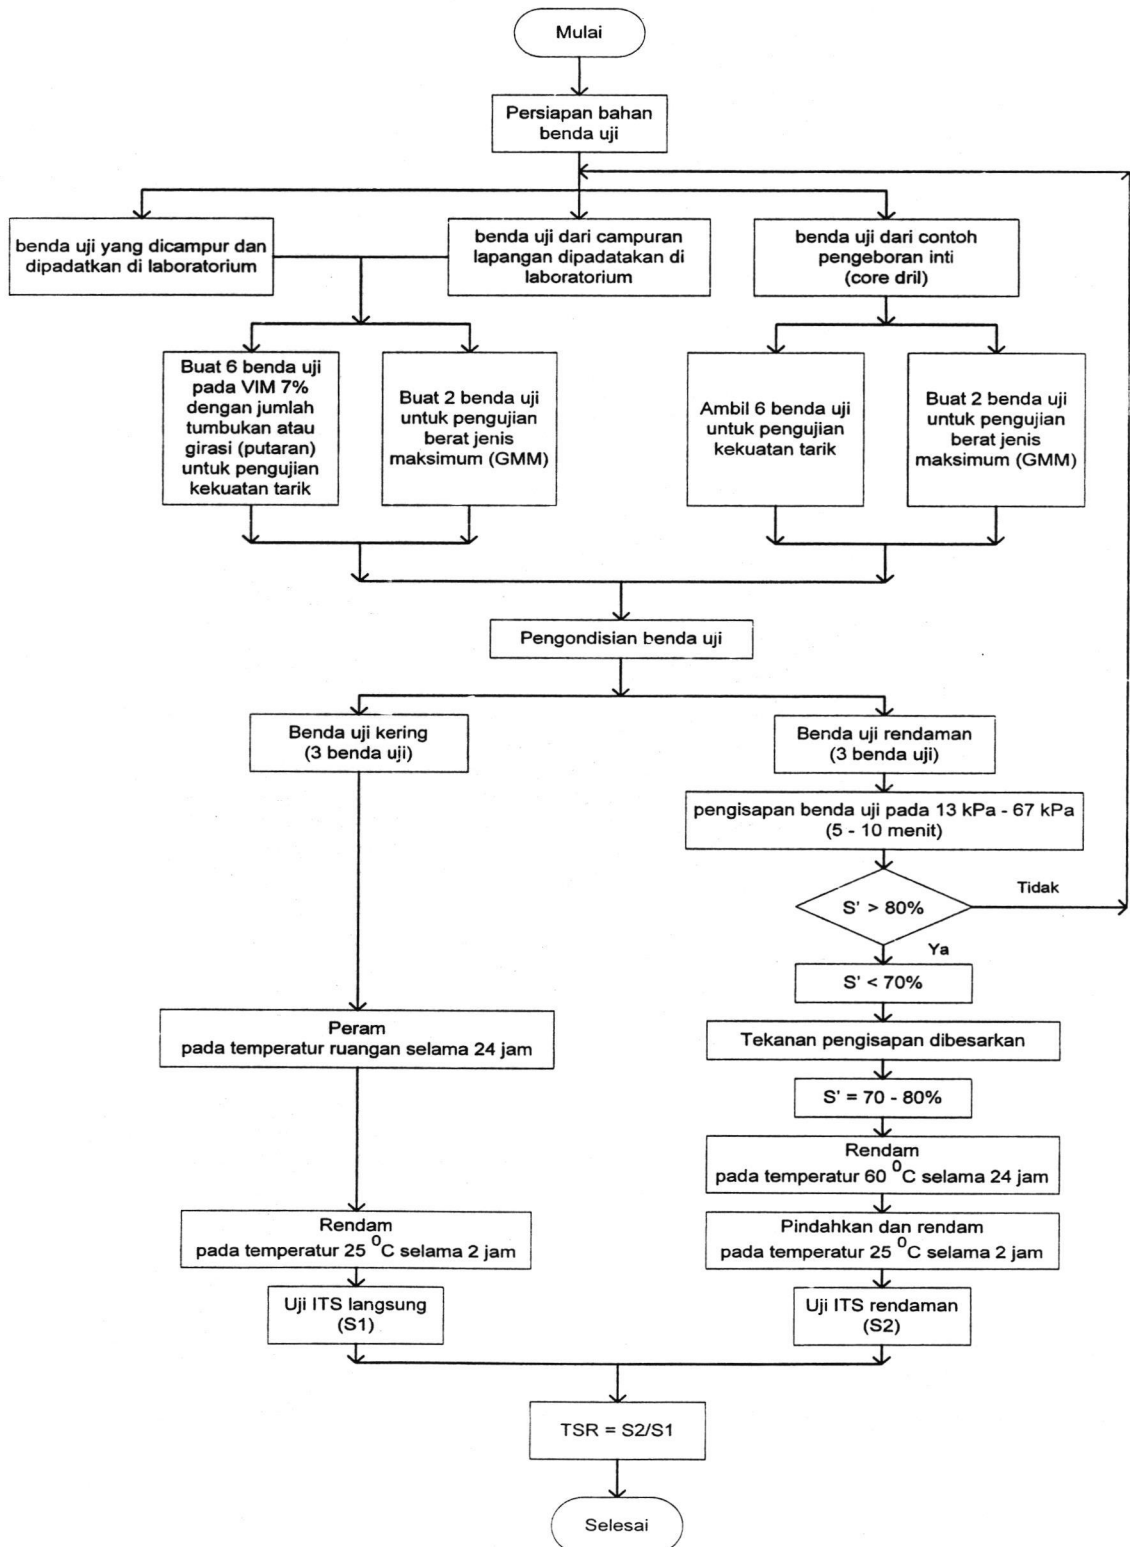 Mulai
Persiapan bahan
benda uji
benda uji yang dicampur dan
dipadatkan di laboratorium
benda uji dari campuran
lapangan dipadatakan di
laboratorium
benda uji dari contoh
pengeboran inti
(core dril)
Buat 6 benda uji
pada VIM 7%
dengan jumlah
tumbukan atau
girasi (putaran)
untuk pengujian
kekuatan tarik
Buat 2 benda uji
untuk pengujian
berat jenis
maksimum (GMM)
Ambil 6 benda uji
untuk pengujian
kekuatan tarik
Buat 2 benda uji
untuk pengujian
berat jenis
maksimum (GMM)
Pengondisian benda uji
Benda uji kering
(3 benda uji)
Benda uji rendaman
(3 benda uji)
pengisapan benda uji pada 13 kPa - 67 kPa
(5 - 10 menit)
S' > 80%
Tidak
Ya
S' < 70%
Peram
pada temperatur ruangan selama 24 jam
Tekanan pengisapan dibesarkan
S' = 70 - 80%
Rendam
pada temperatur 60 ⁰C selama 24 jam
Rendam
pada temperatur 25 ⁰C selama 2 jam
Pindahkan dan rendam
pada temperatur 25 ⁰C selama 2 jam
Uji ITS langsung
(S1)
Uji ITS rendaman
(S2)
TSR = S2/S1
Selesai